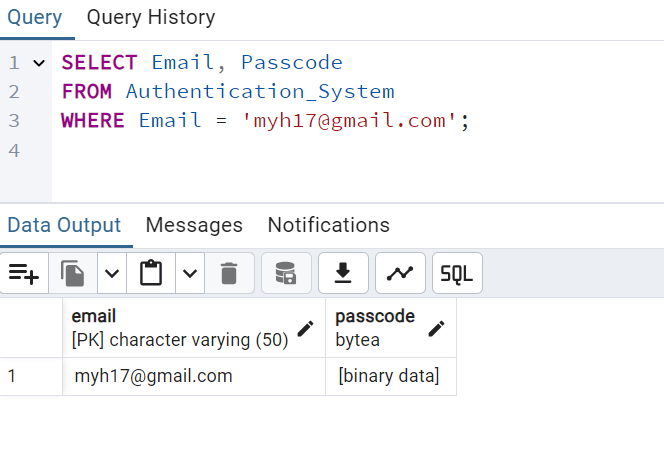 Query Query History
1 SELECT Email, Passcode
2 FROM Authentication_System
3 WHERE Email = 'myh17@gmail.com';
4
Data Output Messages Notifications
SQL
email passcode
[PK] character varying (50) bytea
1 myh17@gmail.com [binary data]